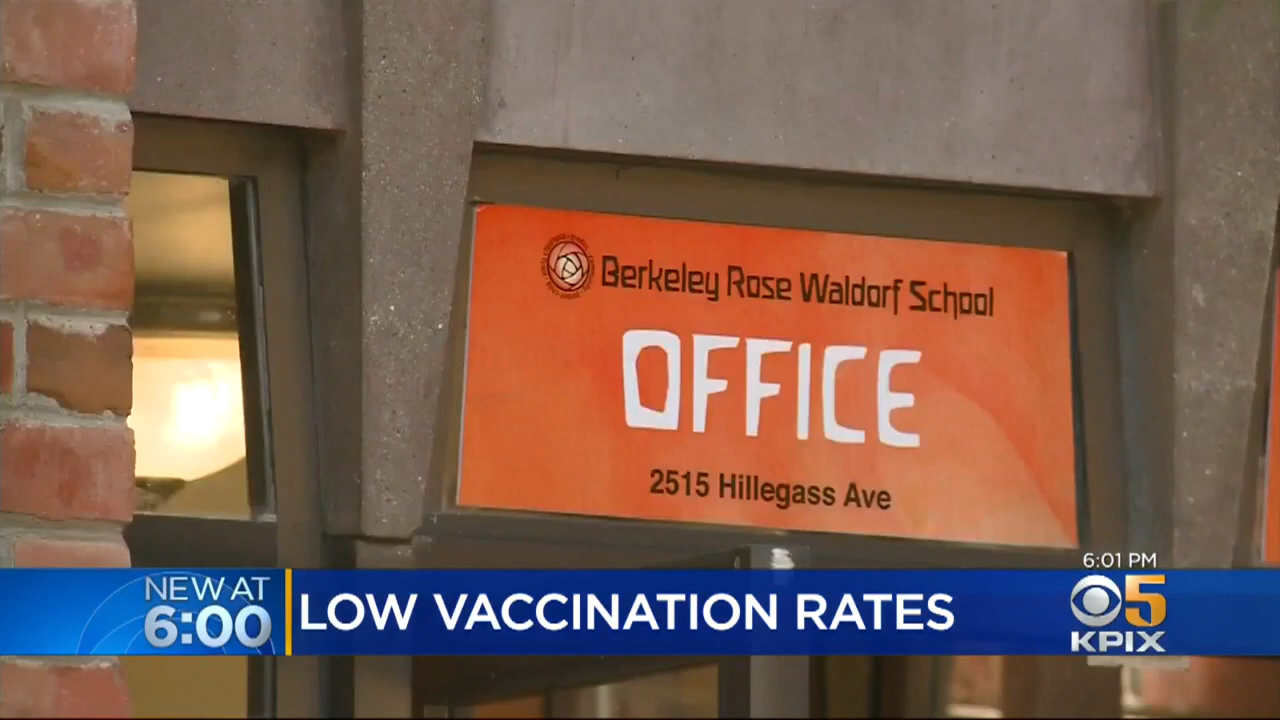 Berkeley Rose Waldorf School
OFFICE
2515 Hillegass Ave
6:01 PM
NEW AT
6:00
LOW VACCINATION RATES
5
KPIX